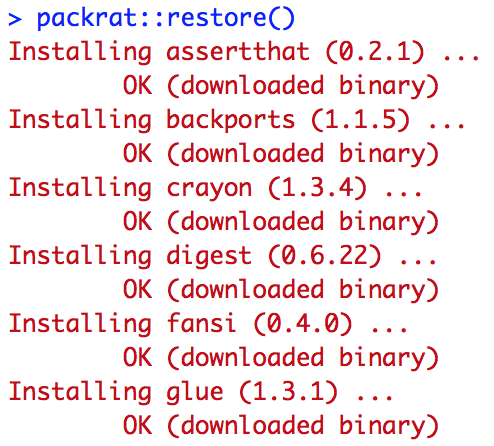 > packrat::restore()
Installing assertthat (0.2.1) ...
OK (downloaded binary)
Installing backports (1.1.5) ...
OK (downloaded binary)
Installing crayon (1.3.4) ...
OK (downloaded binary)
Installing digest (0.6.22) ...
OK (downloaded binary)
Installing fansi (0.4.0) ...
OK (downloaded binary)
Installing glue (1.3.1) ...
OK (downloaded binary)